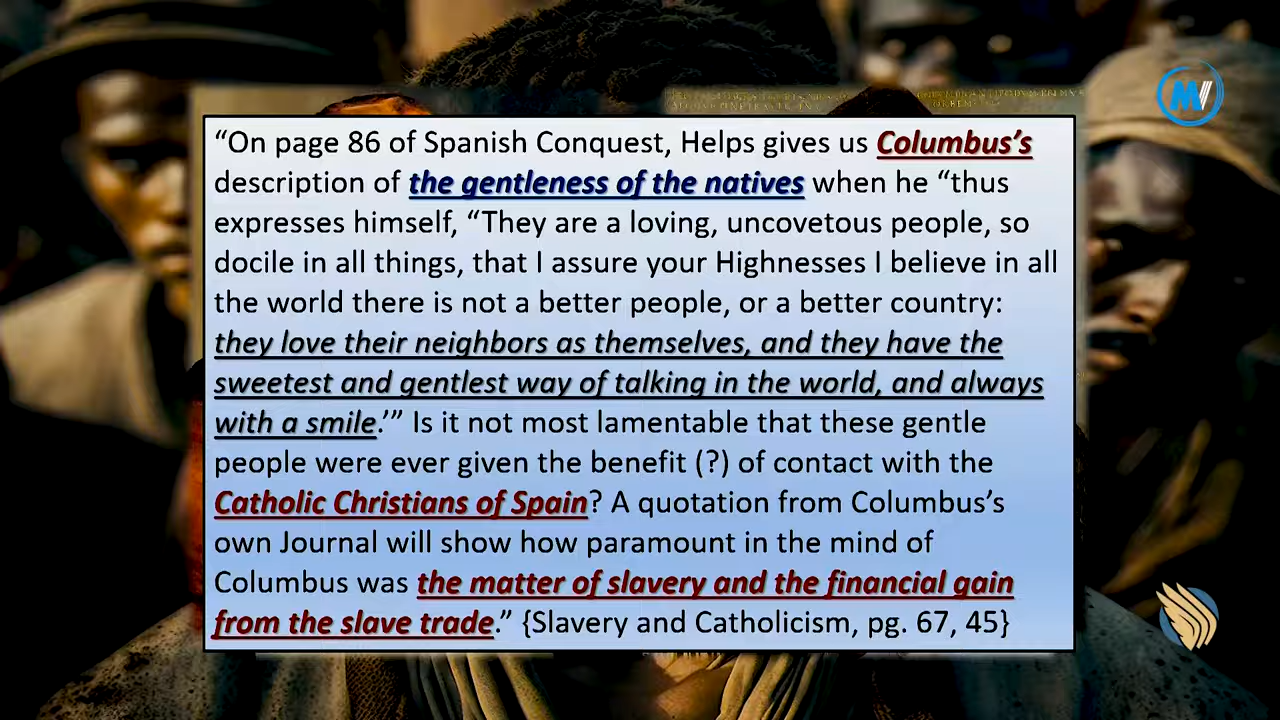 “On page 86 of Spanish Conquest, Helps gives us Columbus’s
description of the gentleness of the natives when he “thus
expresses himself, “They are a loving, uncovetous people, so
docile in all things, that I assure your Highnesses I believe in all
the world there is not a better people, or a better country:
they love their neighbors as themselves, and they have the
sweetest and gentlest way of talking in the world, and always
with a smile.’” Is it not most lamentable that these gentle
people were ever given the benefit (?) of contact with the
Catholic Christians of Spain? A quotation from Columbus’s
own Journal will show how paramount in the mind of
Columbus was the matter of slavery and the financial gain
from the slave trade.” {Slavery and Catholicism, pg. 67, 45}